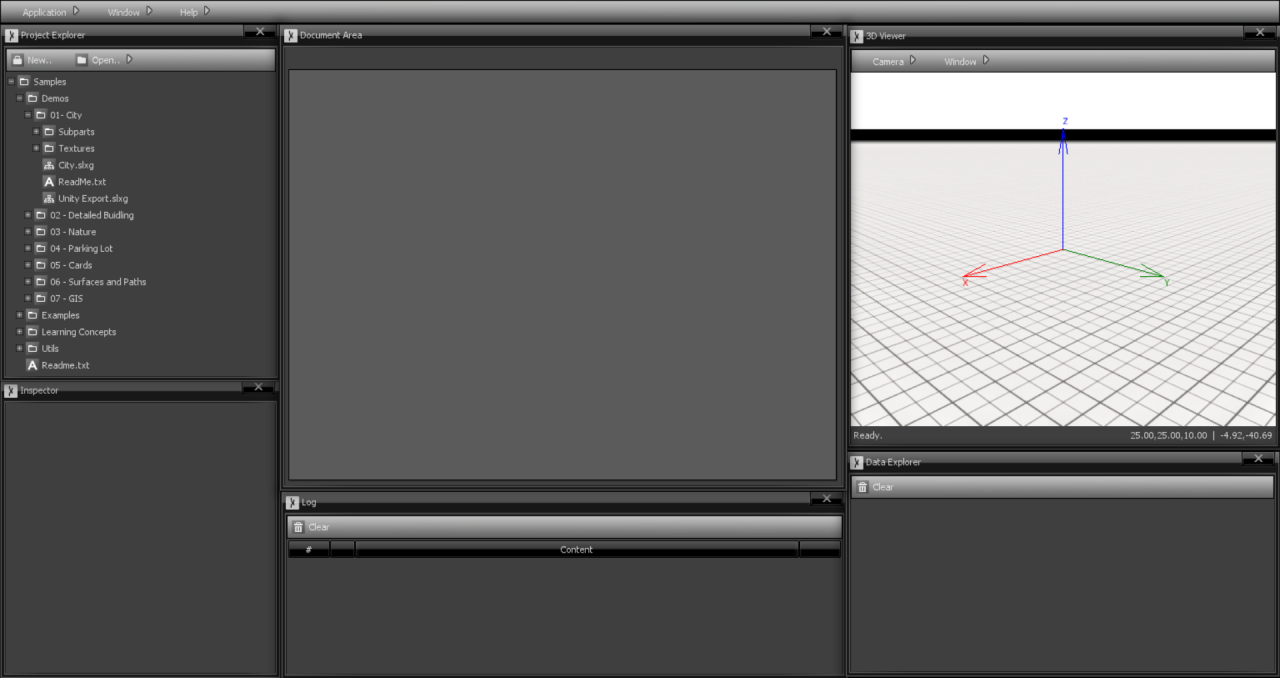 Application Window Help
Project Explorer
New.. Open..
Samples
Demos
01- City
Subparts
Textures
City.slxg
ReadMe.txt
Unity Export.slxg
02 - Detailed Buidling
03 - Nature
04 - Parking Lot
05 - Cards
06 - Surfaces and Paths
07 - GIS
Examples
Learning Concepts
Utils
Readme.txt
Inspector
Document Area
Log
Clear
# Content
3D Viewer
Camera Window
Z
X
Y
Ready. 25.00,25.00,10.00 | -4.92,-40.69
Data Explorer
Clear